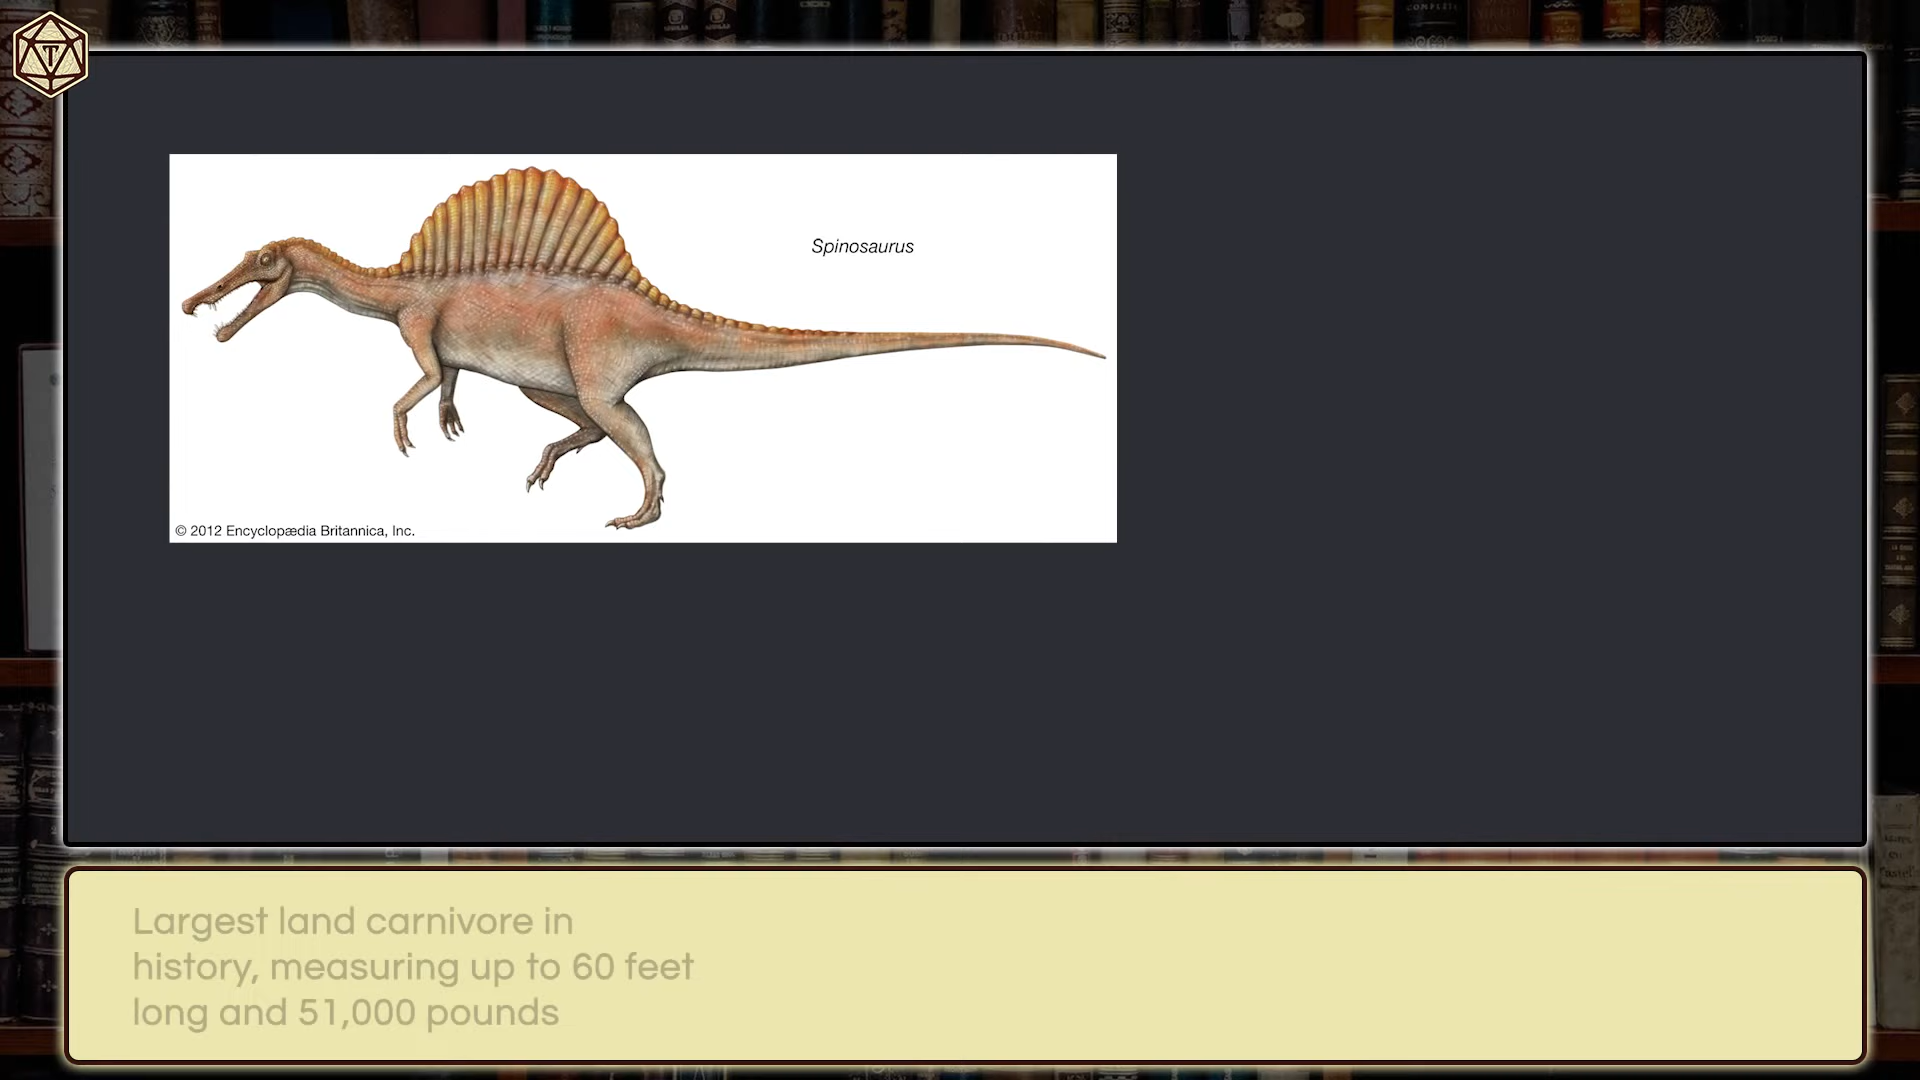 T
Spinosaurus
© 2012 Encyclopædia Britannica, Inc.
Largest land carnivore in
history, measuring up to 60 feet
long and 51,000 pounds